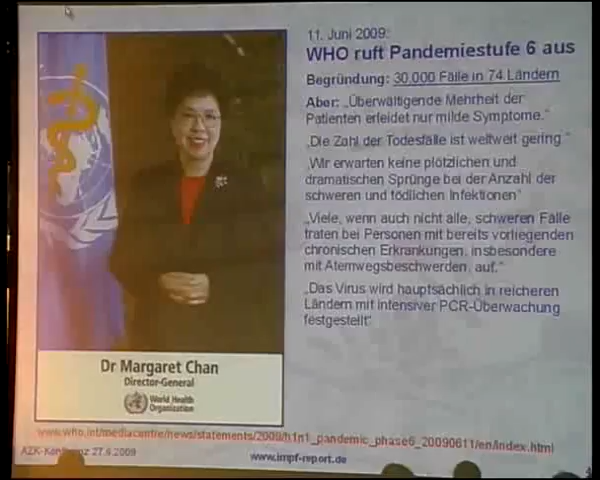 11. Juni 2009:
WHO ruft Pandemiestufe 6 aus
Begründung: 30.000 Fälle in 74 Ländern
Aber: „Überwältigende Mehrheit der
Patienten erleidet nur milde Symptome.“
„Die Zahl der Todesfälle ist weltweit gering.“
„Wir erwarten keine plötzlichen und
dramatischen Sprünge bei der Anzahl der
schweren und tödlichen Infektionen“
„Viele, wenn auch nicht alle, schweren Fälle
traten bei Personen mit bereits vorliegenden
chronischen Erkrankungen, insbesondere
mit Atemwegsbeschwerden, auf.“
„Das Virus wird hauptsächlich in reicheren
Ländern mit intensiver PCR-Überwachung
festgestellt“
Dr Margaret Chan
Director-General
World Health
Organization
www.who.int/mediacentre/news/statements/2009/h1n1_pandemic_phase6_20090611/en/index.html
AZK-Konferenz 27.6.2009
www.impf-report.de